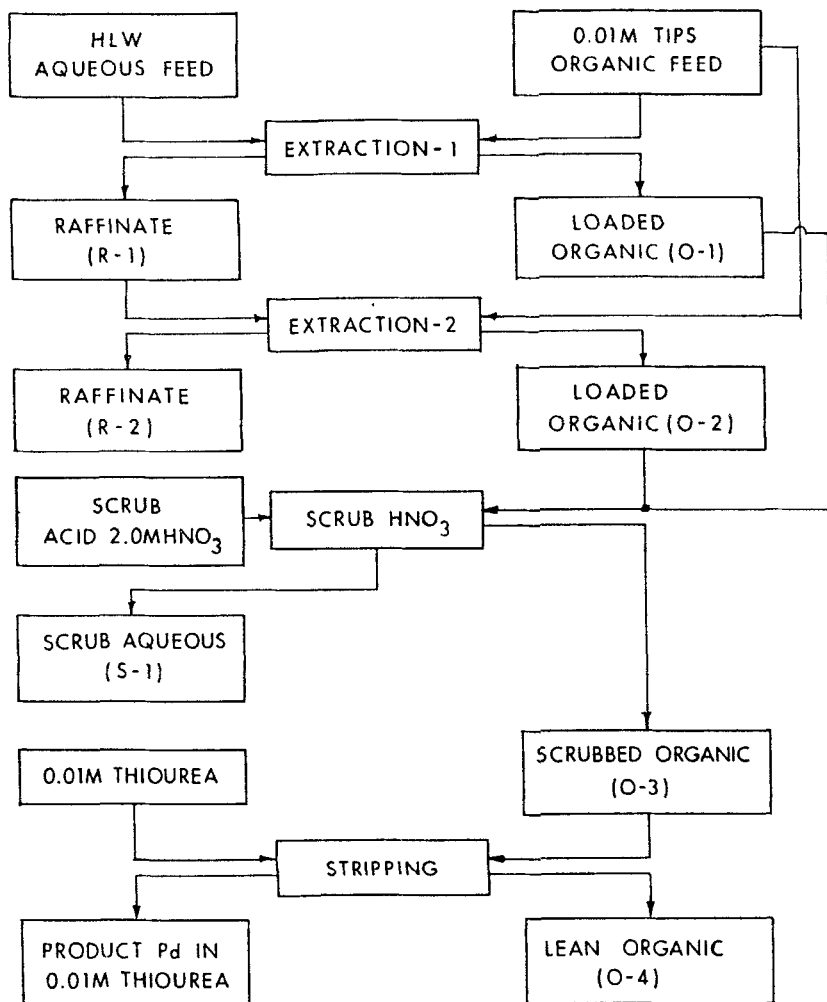 HLW
AQUEOUS FEED
0.01M TIPS
ORGANIC FEED
EXTRACTION-1
RAFFINATE
(R-1)
LOADED
ORGANIC (O-1)
EXTRACTION-2
RAFFINATE
(R-2)
LOADED
ORGANIC (O-2)
SCRUB
ACID 2.0MHNO3
SCRUB HNO3
SCRUB AQUEOUS
(S-1)
0.01M THIOUREA
SCRUBBED ORGANIC
(O-3)
STRIPPING
PRODUCT Pd IN
0.01M THIOUREA
LEAN ORGANIC
(O-4)